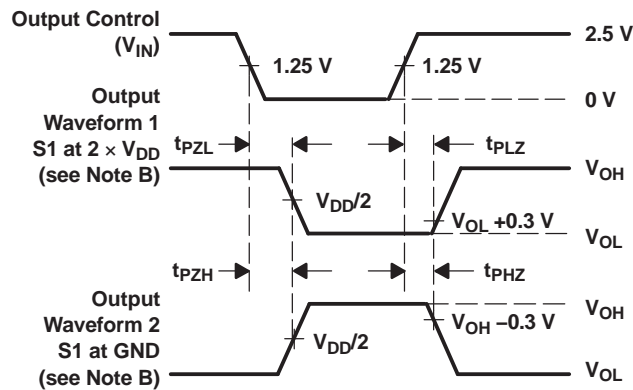 Output Control
(VIN)
2.5 V
1.25 V
1.25 V
0 V
Output
Waveform 1
S1 at 2 × VDD
(see Note B)
tPZL
tPLZ
VOH
VDD/2
VOL +0.3 V
VOL
tPZH
tPHZ
Output
Waveform 2
S1 at GND
(see Note B)
VOH
VOH −0.3 V
VDD/2
VOL